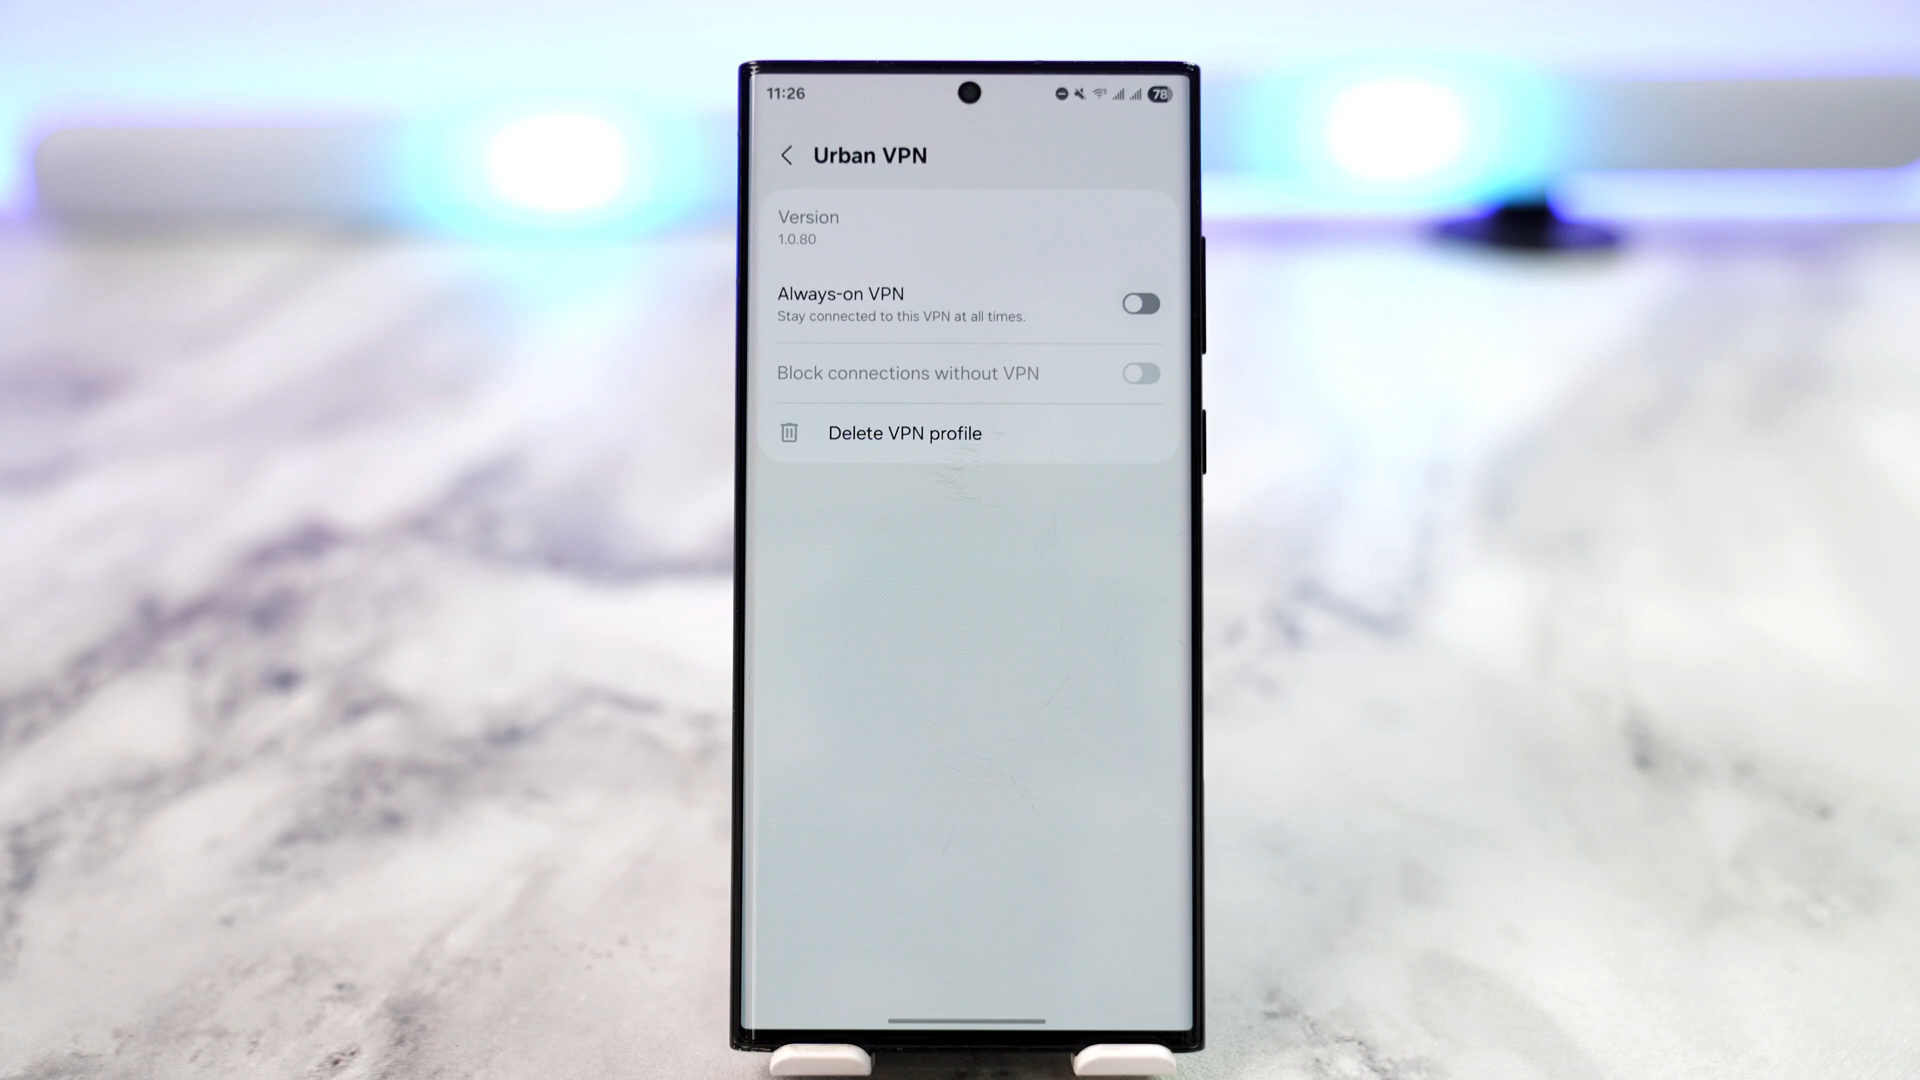 11:26
78
Urban VPN
Version
1.0.80
Always-on VPN
Stay connected to this VPN at all times.
Block connections without VPN
Delete VPN profile